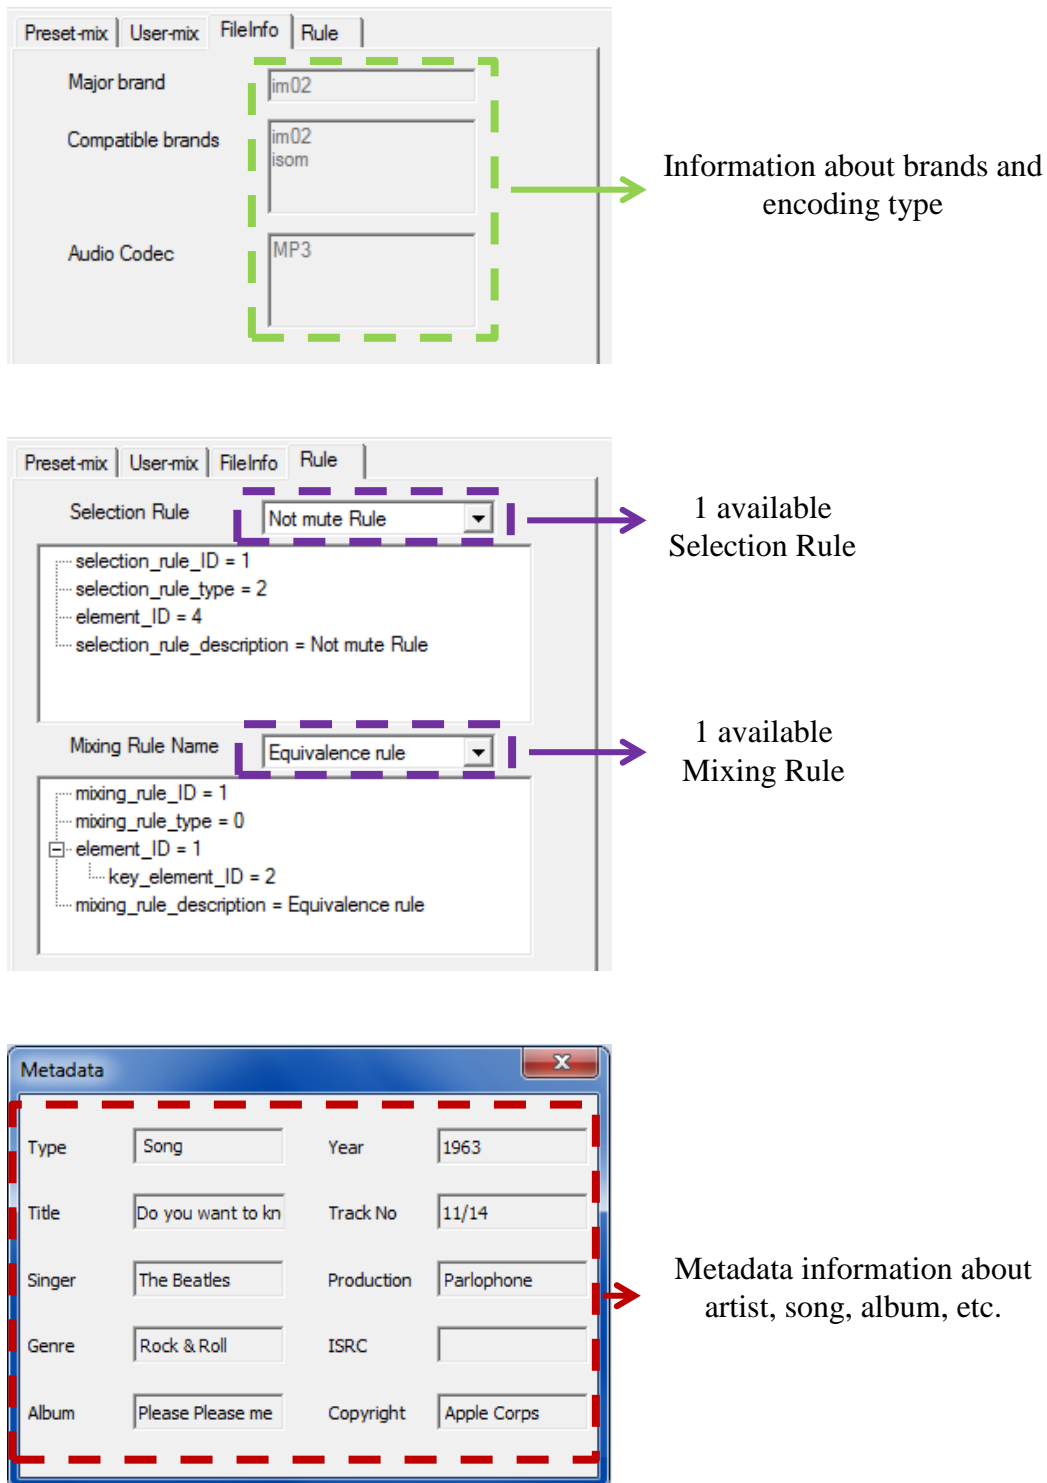 Preset-mix User-mix FileInfo Rule
Major brand im02
Compatible brands im02
isom
Audio Codec MP3
Information about brands and
encoding type
Preset-mix User-mix FileInfo Rule
Selection Rule Not mute Rule
selection_rule_ID = 1
selection_rule_type = 2
element_ID = 4
selection_rule_description = Not mute Rule
1 available
Selection Rule
Mixing Rule Name Equivalence rule
mixing_rule_ID = 1
mixing_rule_type = 0
element_ID = 1
key_element_ID = 2
mixing_rule_description = Equivalence rule
1 available
Mixing Rule
Metadata
Type Song Year 1963
Title Do you want to kn Track No 11/14
Singer The Beatles Production Parlophone
Genre Rock & Roll ISRC
Album Please Please me Copyright Apple Corps
Metadata information about
artist, song, album, etc.